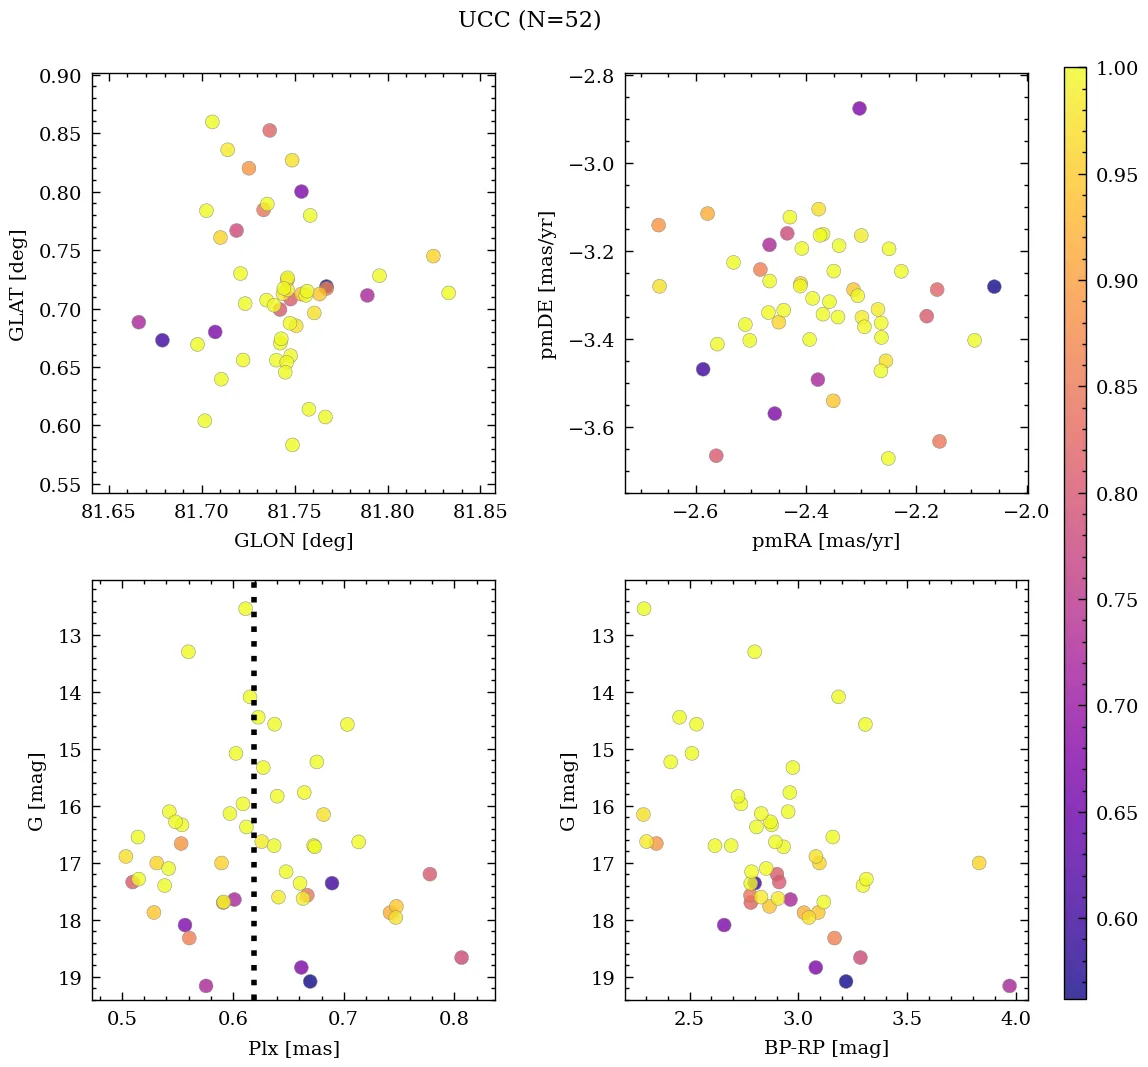 UCC (N=52)
0.90
0.85
0.80
0.75
0.70
0.65
0.60
0.55
GLAT [deg]
81.65 81.70 81.75 81.80 81.85
GLON [deg]
−2.8
−3.0
−3.2
−3.4
−3.6
pmDE [mas/yr]
−2.6 −2.4 −2.2 −2.0
pmRA [mas/yr]
13
14
15
16
17
18
19
G [mag]
0.5 0.6 0.7 0.8
Plx [mas]
13
14
15
16
17
18
19
G [mag]
2.5 3.0 3.5 4.0
BP-RP [mag]
1.00
0.95
0.90
0.85
0.80
0.75
0.70
0.65
0.60